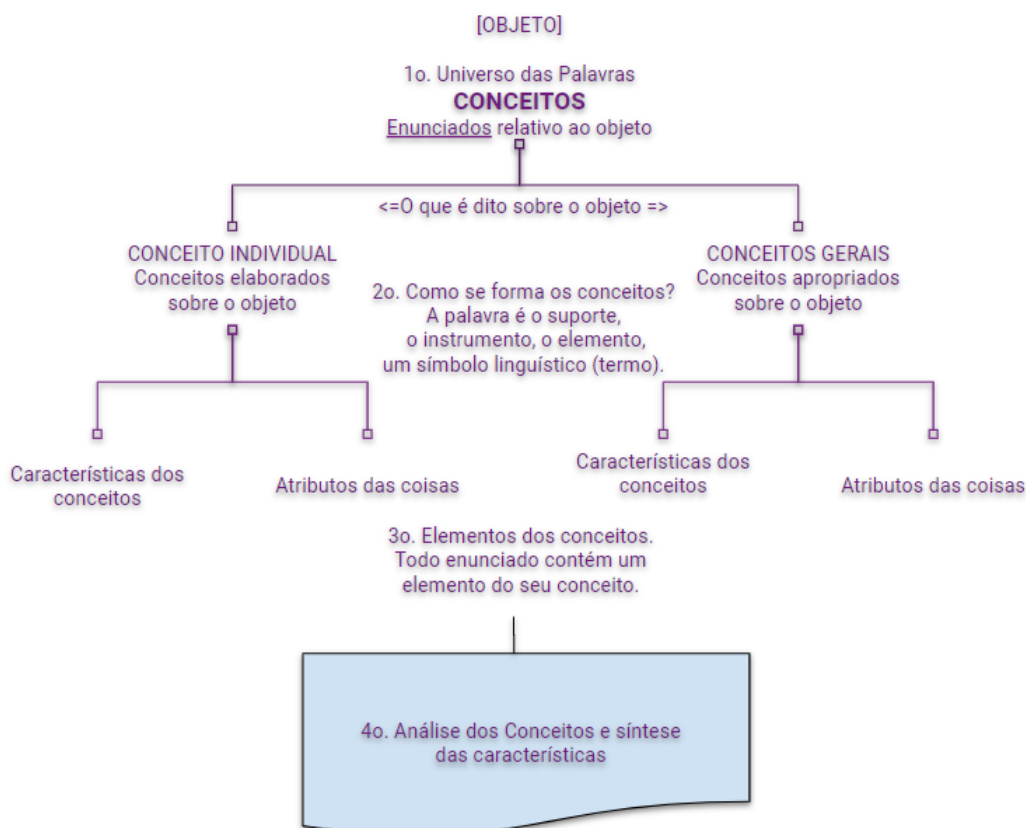 [OBJETO]
1o. Universo das Palavras
CONCEITOS
Enunciados relativo ao objeto
<=O que é dito sobre o objeto =>
CONCEITO INDIVIDUAL
Conceitos elaborados
sobre o objeto
CONCEITOS GERAIS
Conceitos apropriados
sobre o objeto
2o. Como se forma os conceitos?
A palavra é o suporte,
o instrumento, o elemento,
um símbolo linguístico (termo).
Características dos
conceitos
Atributos das coisas
Características dos
conceitos
Atributos das coisas
3o. Elementos dos conceitos.
Todo enunciado contém um
elemento do seu conceito.
4o. Análise dos Conceitos e síntese
das características